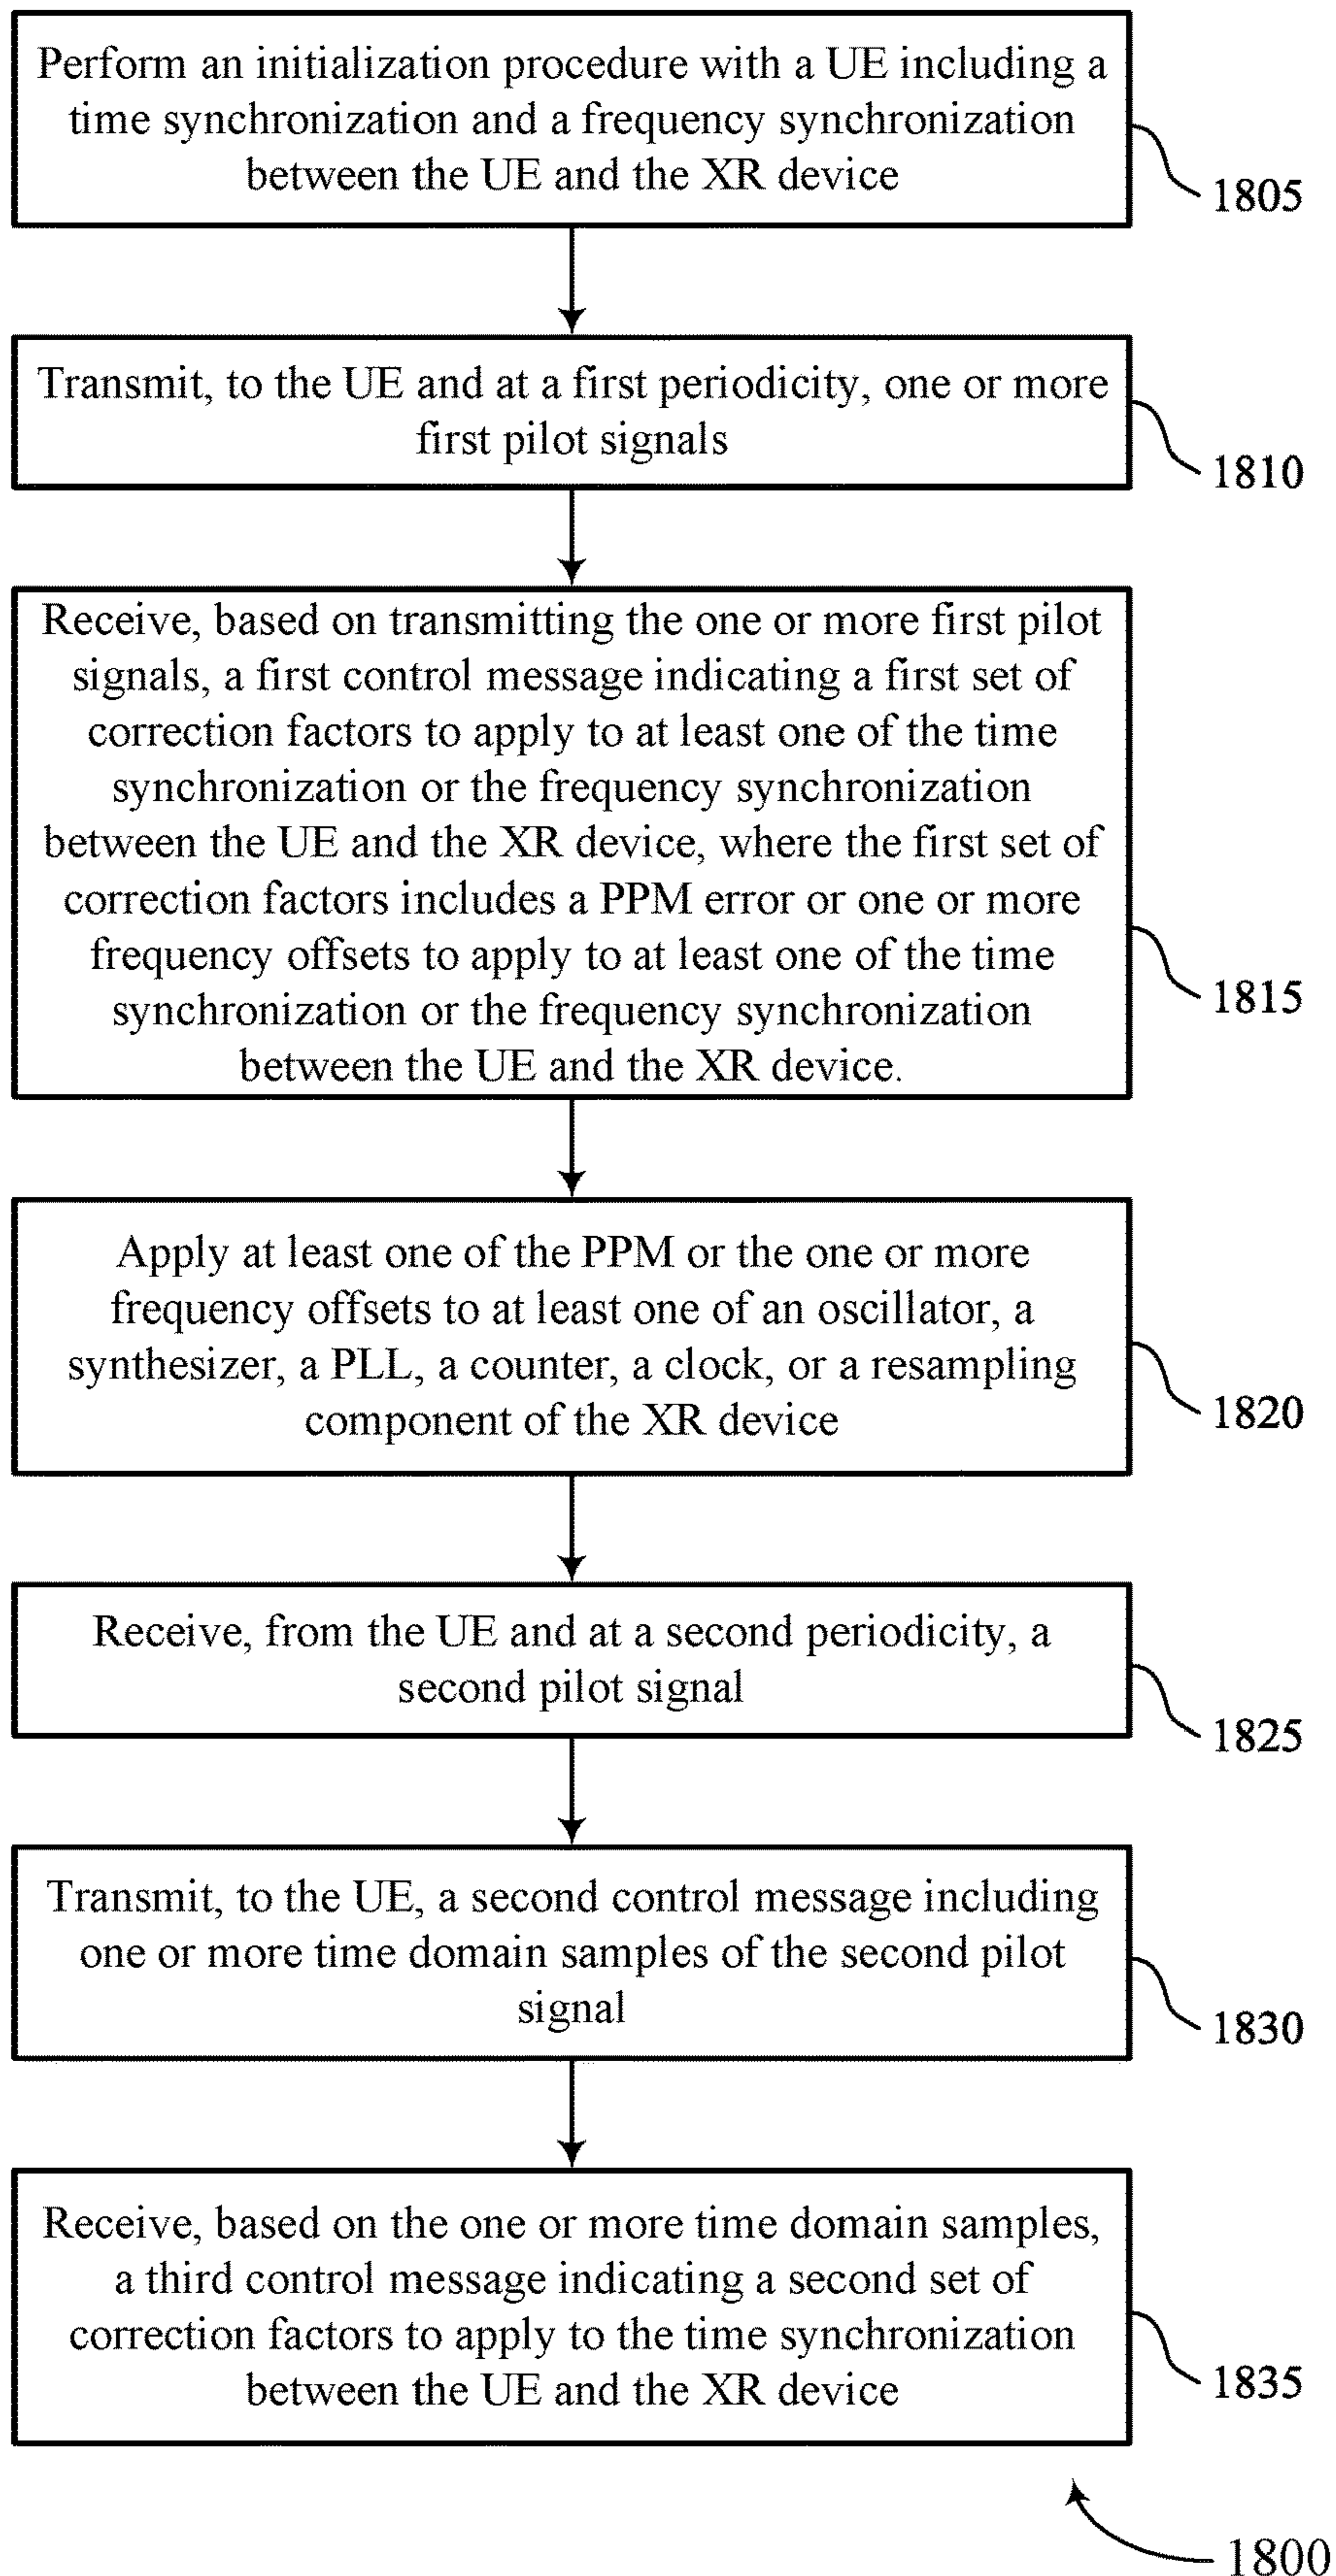 Perform an initialization procedure with a UE including a
time synchronization and a frequency synchronization
between the UE and the XR device
1805
Transmit, to the UE and at a first periodicity, one or more
first pilot signals
1810
Receive, based on transmitting the one or more first pilot
signals, a first control message indicating a first set of
correction factors to apply to at least one of the time
synchronization or the frequency synchronization
between the UE and the XR device, where the first set of
correction factors includes a PPM error or one or more
frequency offsets to apply to at least one of the time
synchronization or the frequency synchronization
between the UE and the XR device.
1815
Apply at least one of the PPM or the one or more
frequency offsets to at least one of an oscillator, a
synthesizer, a PLL, a counter, a clock, or a resampling
component of the XR device
1820
Receive, from the UE and at a second periodicity, a
second pilot signal
1825
Transmit, to the UE, a second control message including
one or more time domain samples of the second pilot
signal
1830
Receive, based on the one or more time domain samples,
a third control message indicating a second set of
correction factors to apply to the time synchronization
between the UE and the XR device
1835
1800